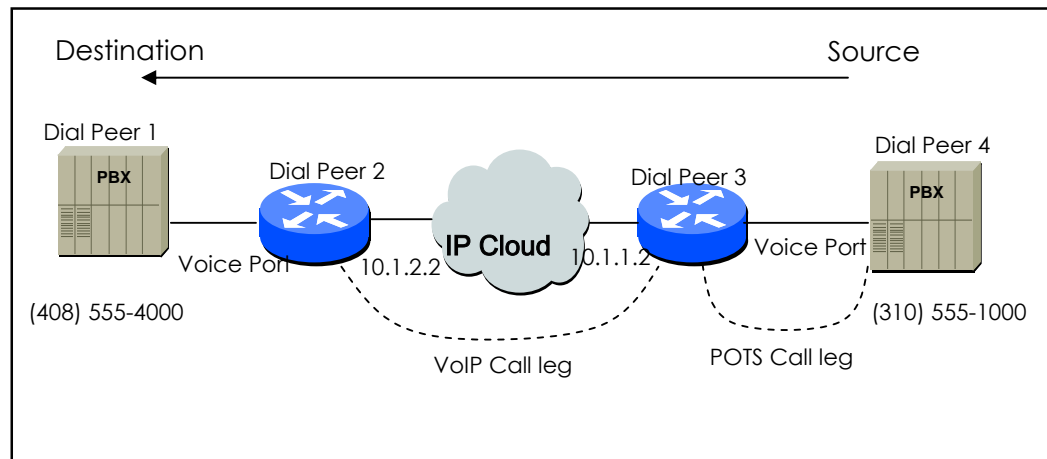 Destination
Source
Dial Peer 1
Dial Peer 4
PBX
Dial Peer 2
Dial Peer 3
PBX
IP Cloud
Voice Port
10.1.2.2
10.1.1.2
Voice Port
(408) 555-4000
(310) 555-1000
VoIP Call leg
POTS Call leg